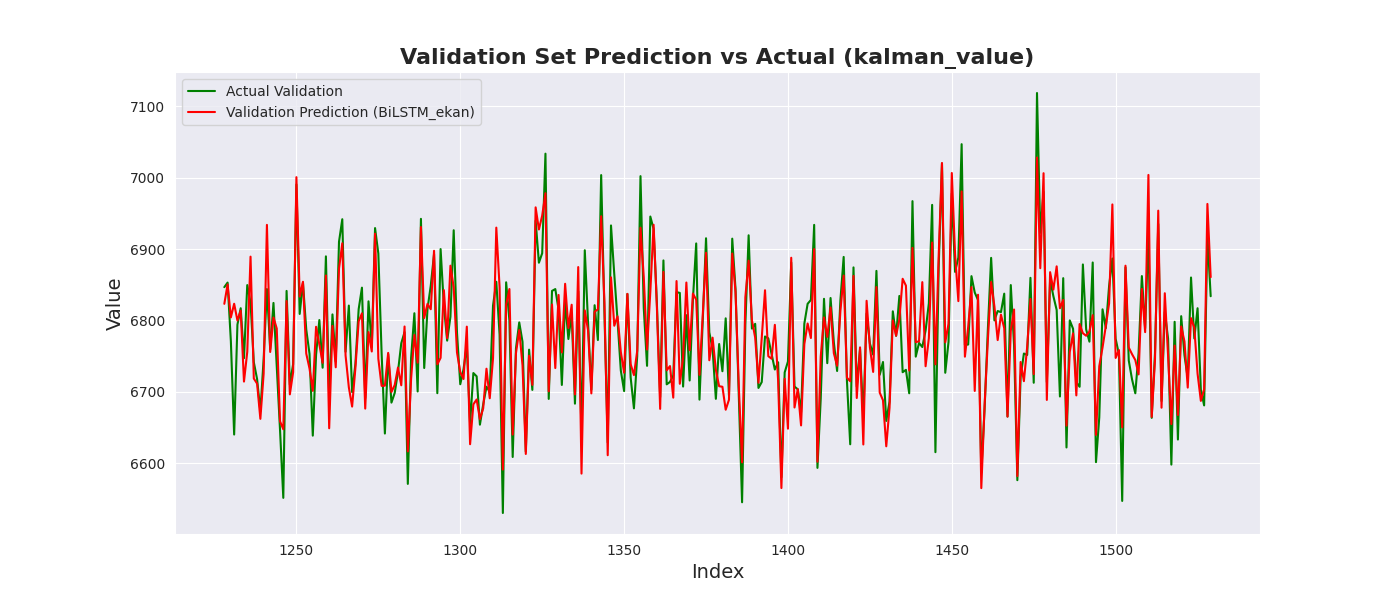 Validation Set Prediction vs Actual (kalman_value)
Actual Validation
Validation Prediction (BiLSTM_ekan)
7100
7000
6900
6800
6700
6600
Value
1250 1300 1350 1400 1450 1500
Index